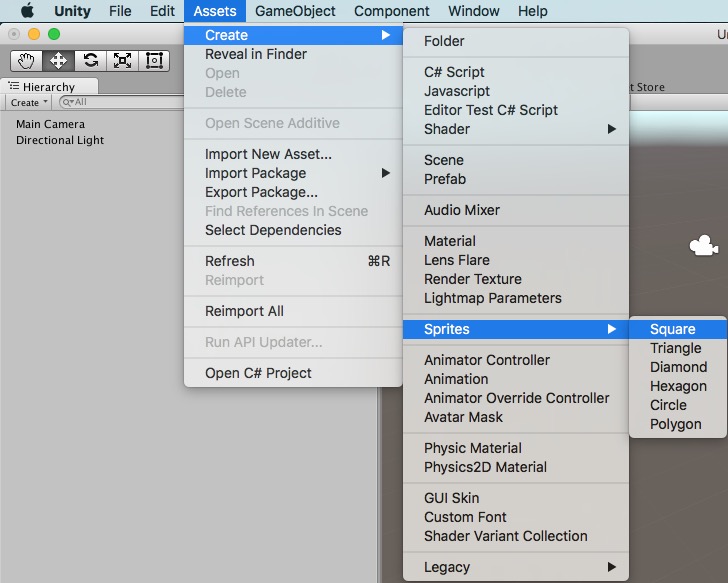 Unity File Edit Assets GameObject Component Window Help
Hierarchy
Create
All
Main Camera
Directional Light
Create
Reveal in Finder
Open
Delete
Open Scene Additive
Import New Asset...
Import Package
Export Package...
Find References In Scene
Select Dependencies
Refresh ⌘R
Reimport
Reimport All
Run API Updater...
Open C# Project
Folder
C# Script
Javascript
Editor Test C# Script
Shader
Scene
Prefab
Audio Mixer
Material
Lens Flare
Render Texture
Lightmap Parameters
Sprites
Animator Controller
Animation
Animator Override Controller
Avatar Mask
Physic Material
Physics2D Material
GUI Skin
Custom Font
Shader Variant Collection
Legacy
Square
Triangle
Diamond
Hexagon
Circle
Polygon
U
t Store